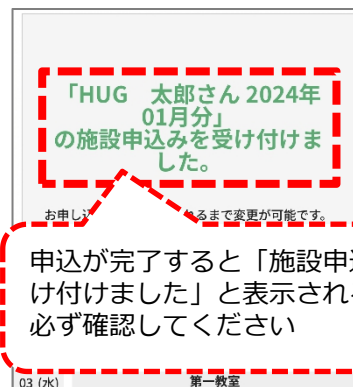 「HUG　太郎さん 2024年
01月分」
の施設申込みを受け付けま
した。
お申し込 れるまで変更が可能です。
申込が完了すると「施設申込
け付けました」と表示され
必ず確認してください
03 (水) 第一教室